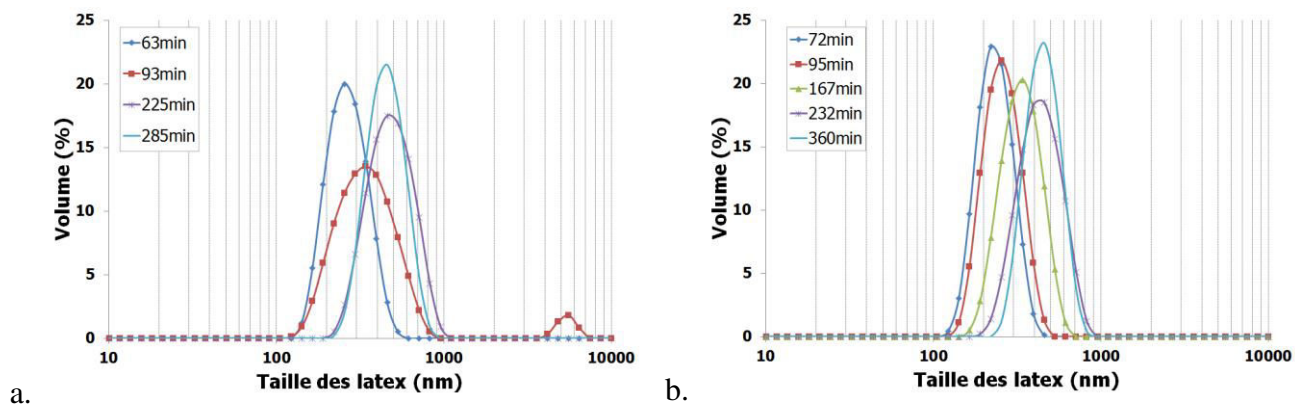 25
20
15
10
5
0
Volume (%)
63min
93min
225min
285min
10
100
1000
10000
Taille des latex (nm)
a.
25
20
15
10
5
0
Volume (%)
72min
95min
167min
232min
360min
10
100
1000
10000
Taille des latex (nm)
b.